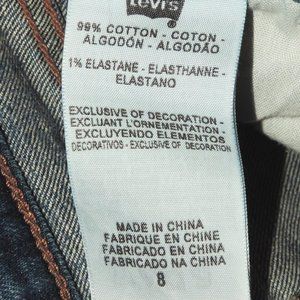 Levi's
99% COTTON - COTON -
ALGODÓN - ALGODÃO
1% ELASTANE - ELASTHANNE -
ELASTANO
EXCLUSIVE OF DECORATION -
EXCLUANT L'ORNEMENTATION -
EXCLUYENDO ELEMENTOS
DECORATIVOS - EXCLUSIVE OF DECORATION
MADE IN CHINA
FABRIQUE EN CHINE
FABRICADO EN CHINA
FABRICADO NA CHINA
8